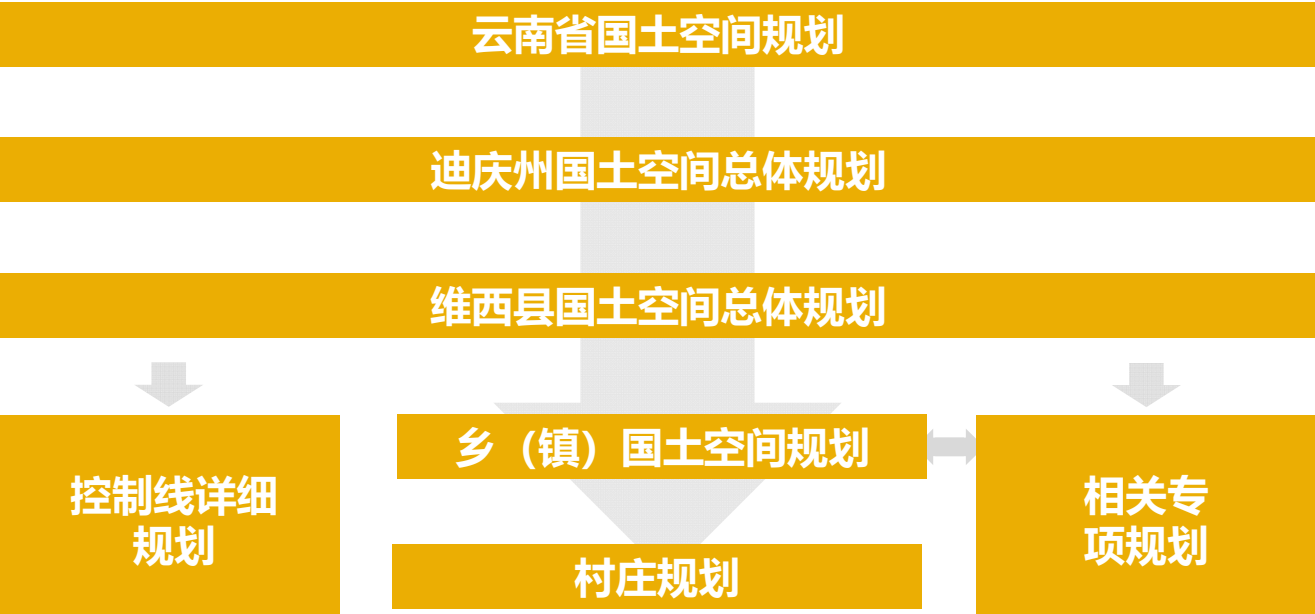 云南省国土空间规划
迪庆州国土空间总体规划
维西县国土空间总体规划
乡（镇）国土空间规划
控制线详细
规划
相关专
项规划
村庄规划